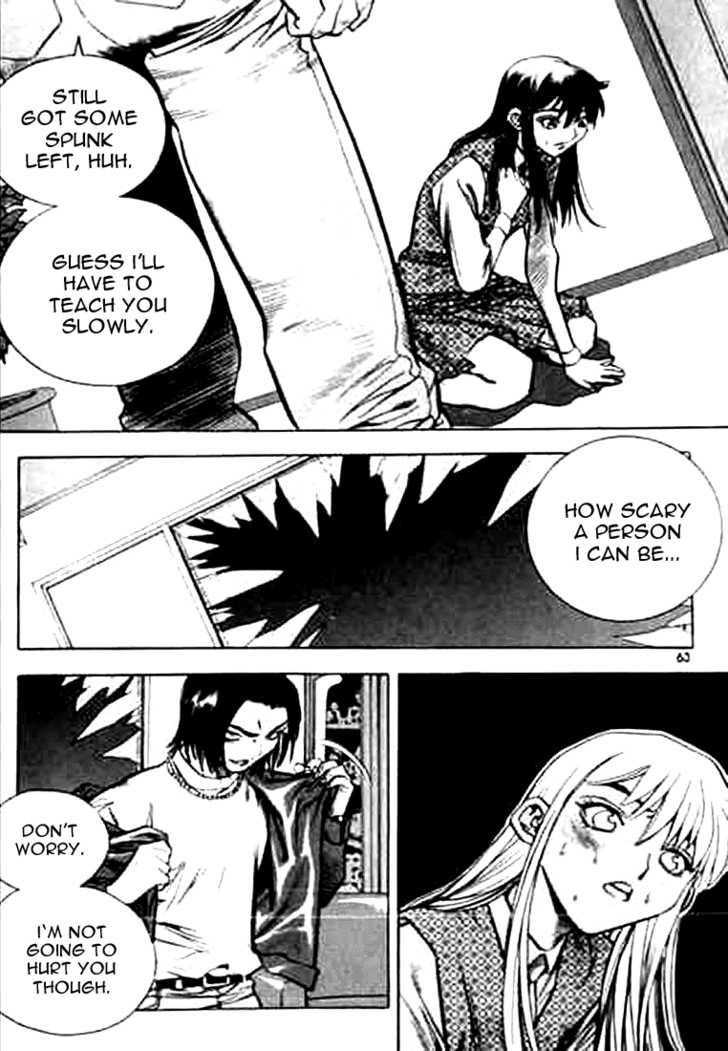 STILL
GOT SOME
SPUNK
LEFT, HUH.
GUESS I'LL
HAVE TO
TEACH YOU
SLOWLY.
HOW SCARY
A PERSON
I CAN BE...
63
DON'T
WORRY.
I'M NOT
GOING TO
HURT YOU
THOUGH.